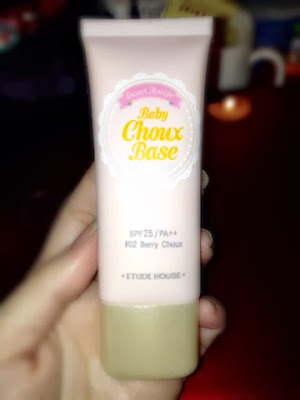 Sweet Recipe
Baby
Choux
Base
SPF25/PA++
#02 Berry Choux
• ETUDE HOUSE •